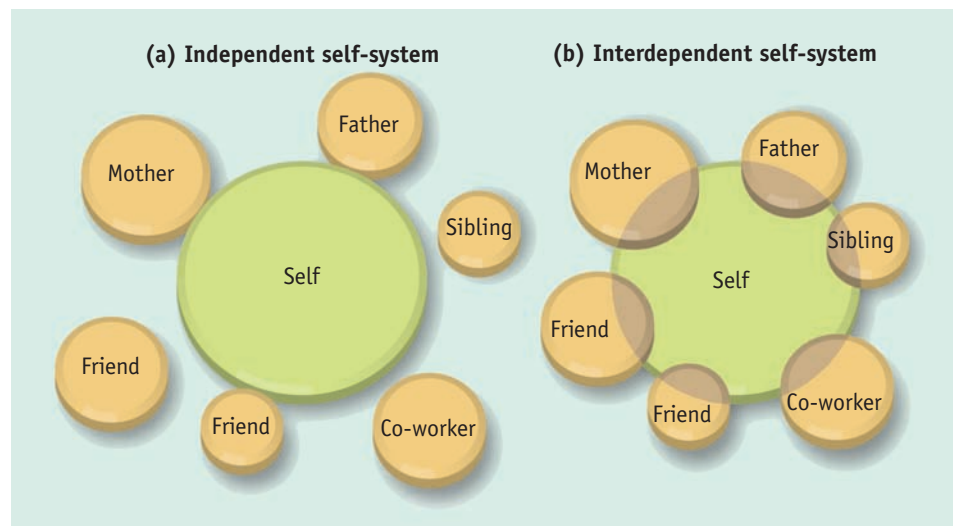 (a) Independent self-system
Father
Mother
Sibling
Self
Friend
Friend
Co-worker
(b) Interdependent self-system
Father
Mother
Sibling
Self
Friend
Co-worker
Friend